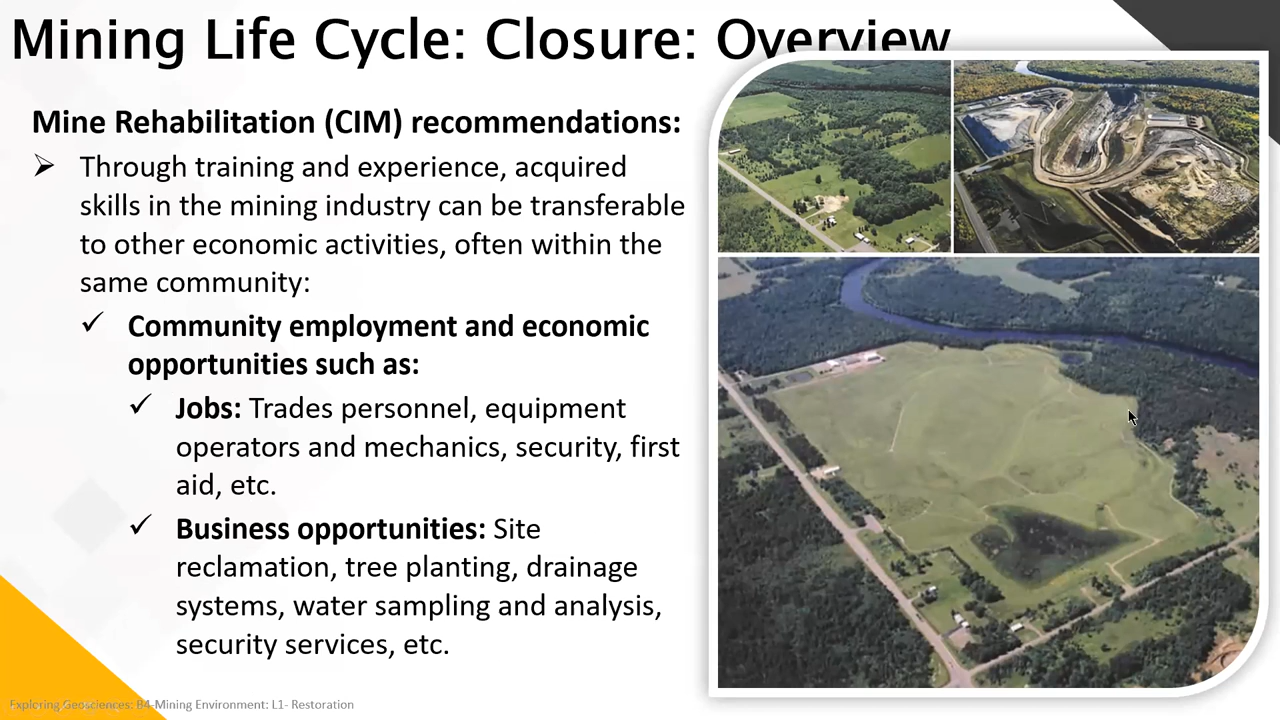 Mining Life Cycle: Closure: Overview
Mine Rehabilitation (CIM) recommendations:
Through training and experience, acquired
skills in the mining industry can be transferable
to other economic activities, often within the
same community:
Community employment and economic
opportunities such as:
Jobs: Trades personnel, equipment
operators and mechanics, security, first
aid, etc.
Business opportunities: Site
reclamation, tree planting, drainage
systems, water sampling and analysis,
security services, etc.
Exploring Geosciences: B4-Mining Environment: L1- Restoration